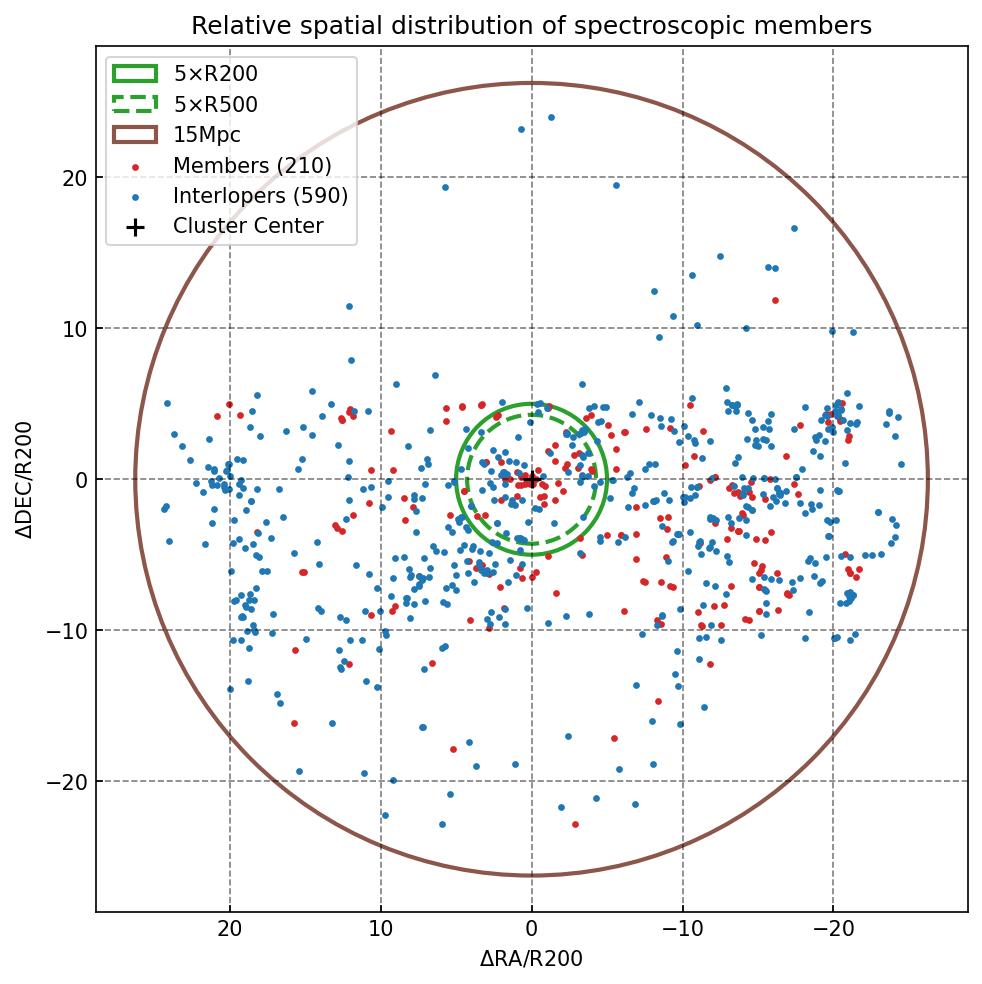 Relative spatial distribution of spectroscopic members
5×R200
5×R500
15Mpc
Members (210)
Interlopers (590)
Cluster Center
20
10
0
−10
−20
ΔDEC/R200
20
10
0
−10
−20
ΔRA/R200